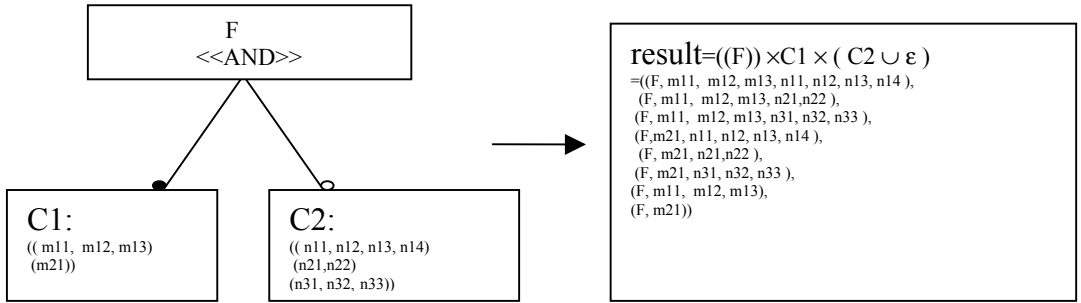 F
<<AND>>
C1:
(( m11, m12, m13)
(m21))
C2:
(( n11, n12, n13, n14)
(n21,n22)
(n31, n32, n33))
result=((F)) ×C1 × ( C2 ∪ ε )
=((F, m11, m12, m13, n11, n12, n13, n14 ),
(F, m11, m12, m13, n21,n22 ),
(F, m11, m12, m13, n31, n32, n33 ),
(F,m21, n11, n12, n13, n14 ),
(F, m21, n21,n22 ),
(F, m21, n31, n32, n33 ),
(F, m11, m12, m13),
(F, m21))